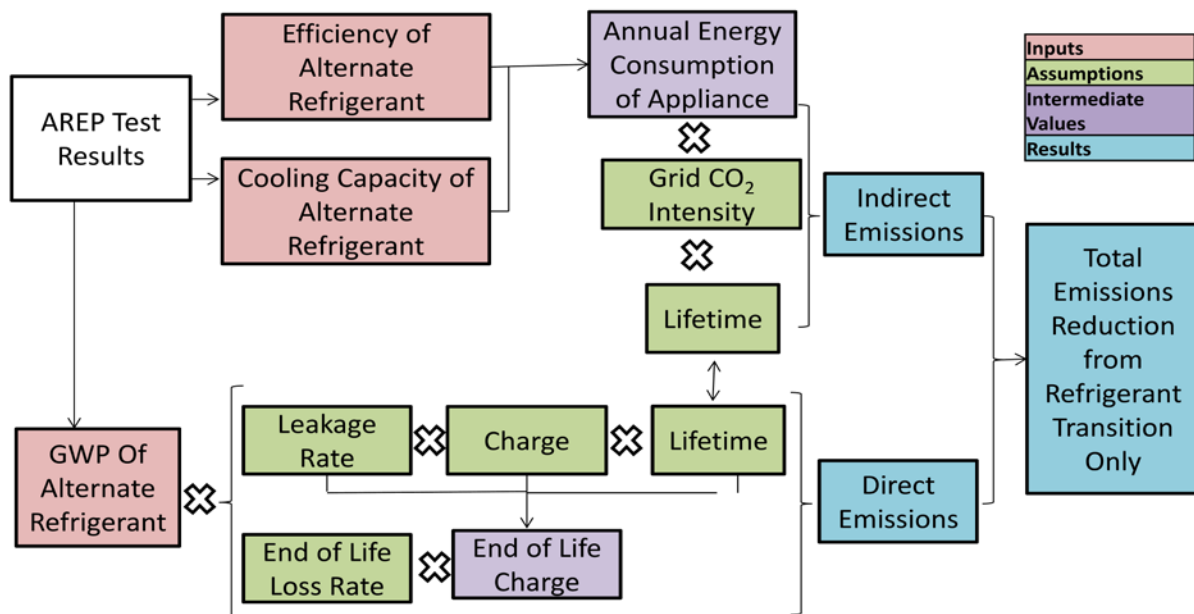 Efficiency of
Alternate
Refrigerant
Annual Energy
Consumption
of Appliance
Inputs
Assumptions
Intermediate
Values
Results
AREP Test
Results
Cooling Capacity of
Alternate
Refrigerant
Grid CO₂
Intensity
Lifetime
Indirect
Emissions
Total
Emissions
Reduction
from
Refrigerant
Transition
Only
GWP Of
Alternate
Refrigerant
Leakage
Rate
Charge
Lifetime
End of Life
Loss Rate
End of Life
Charge
Direct
Emissions